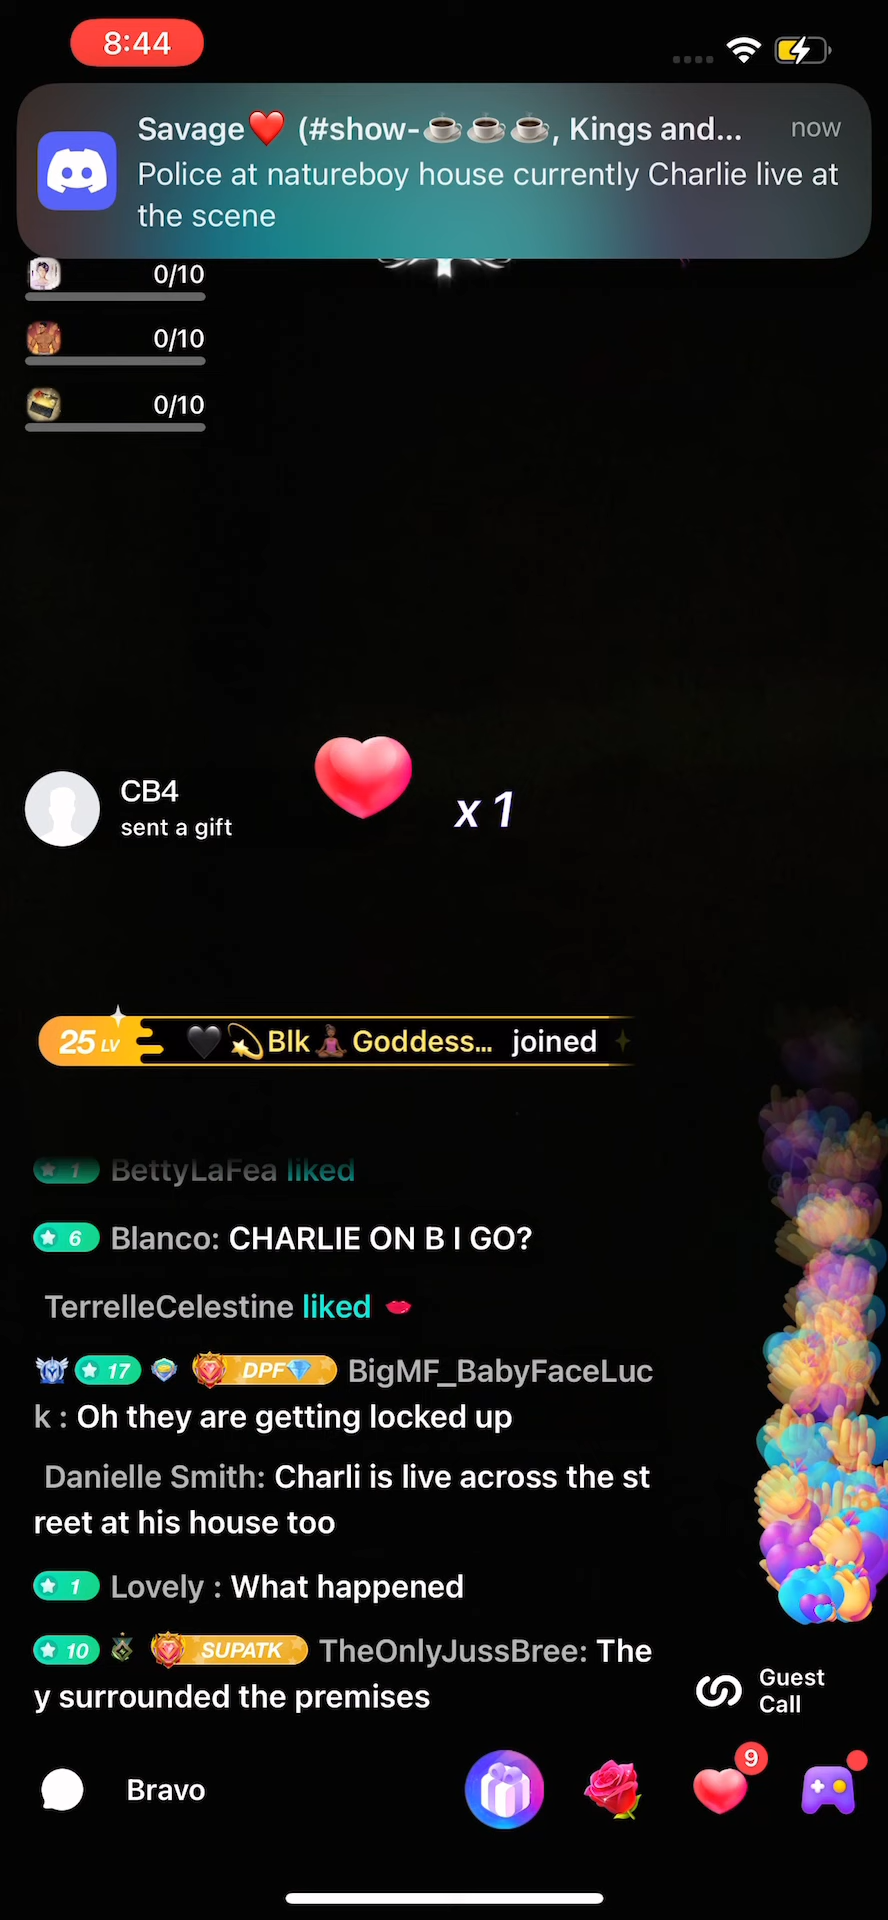 8:44
Savage❤️ (#show-☕☕☕, Kings and... now
Police at natureboy house currently Charlie live at
the scene
0/10
0/10
0/10
CB4
sent a gift
x 1
25 LV 🖤💫Blk🧘🏾‍♀️Goddess... joined
1 BettyLaFea liked
6 Blanco: CHARLIE ON B I GO?
TerrelleCelestine liked 💋
17 DPF💎 BigMF_BabyFaceLuc
k : Oh they are getting locked up
Danielle Smith: Charli is live across the st
reet at his house too
1 Lovely : What happened
10 SUPATK TheOnlyJussBree: The
y surrounded the premises
Guest
Call
Bravo
9